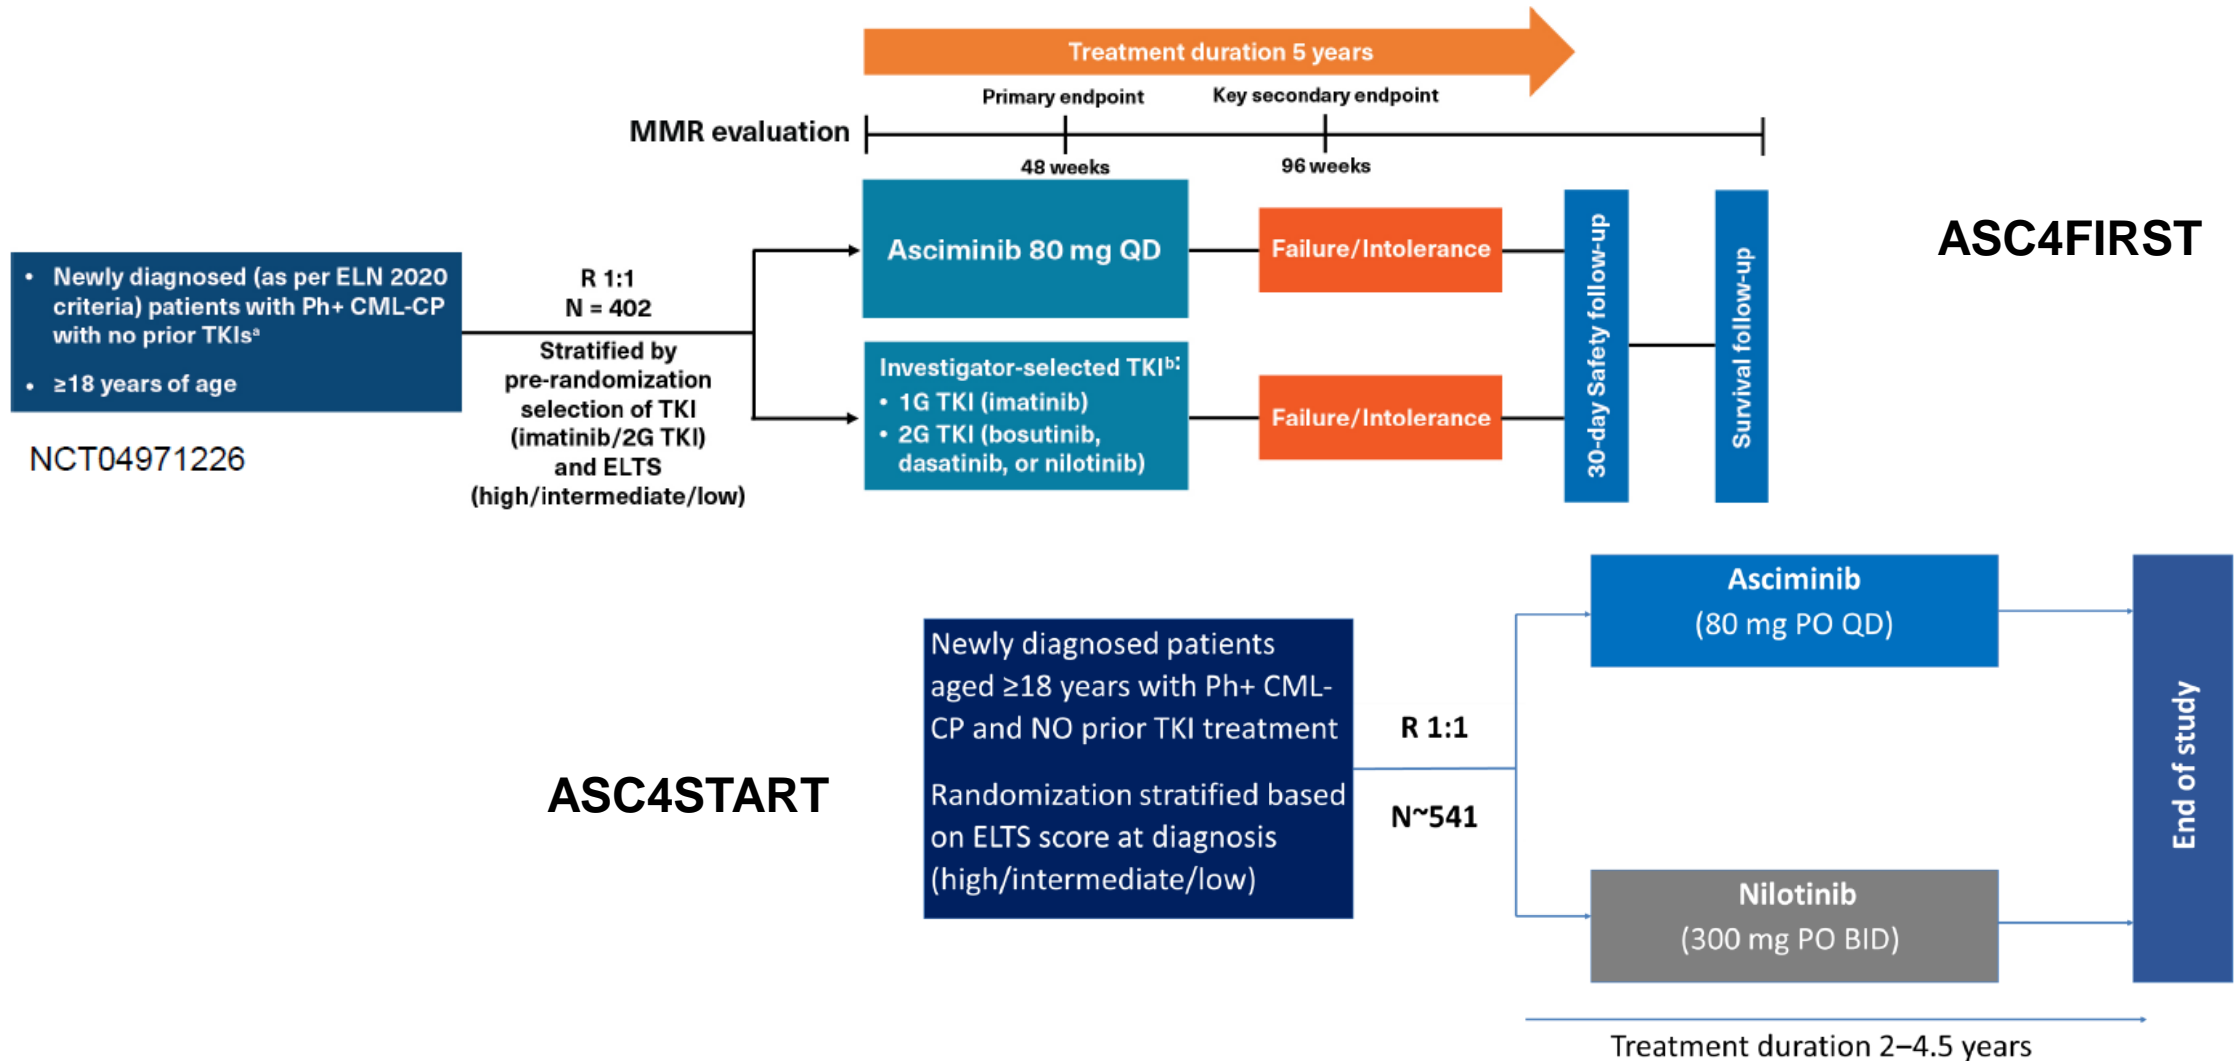 Treatment duration 5 years
Primary endpoint
Key secondary endpoint
MMR evaluation
48 weeks
96 weeks
ASC4FIRST
• Newly diagnosed (as per ELN 2020
criteria) patients with Ph+ CML-CP
with no prior TKIsᵃ
• ≥18 years of age
NCT04971226
R 1:1
N = 402
Stratified by
pre-randomization
selection of TKI
(imatinib/2G TKI)
and ELTS
(high/intermediate/low)
Asciminib 80 mg QD
Failure/Intolerance
Investigator-selected TKIᵇ:
• 1G TKI (imatinib)
• 2G TKI (bosutinib,
dasatinib, or nilotinib)
Failure/Intolerance
30-day Safety follow-up
Survival follow-up
ASC4START
Newly diagnosed patients
aged ≥18 years with Ph+ CML-
CP and NO prior TKI treatment
Randomization stratified based
on ELTS score at diagnosis
(high/intermediate/low)
R 1:1
N~541
Asciminib
(80 mg PO QD)
Nilotinib
(300 mg PO BID)
End of study
Treatment duration 2–4.5 years